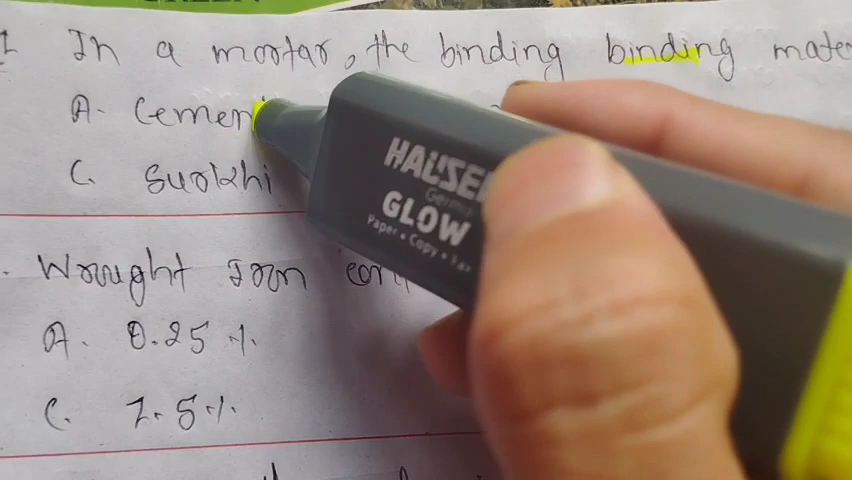 1 In a mortar, the binding binding mate
A. Cemen
C. Surkhi
Wrought Iron con
A. 0.25 %.
C. 1.5 %.
HAUSER
Germa
GLOW
Paper • Copy •